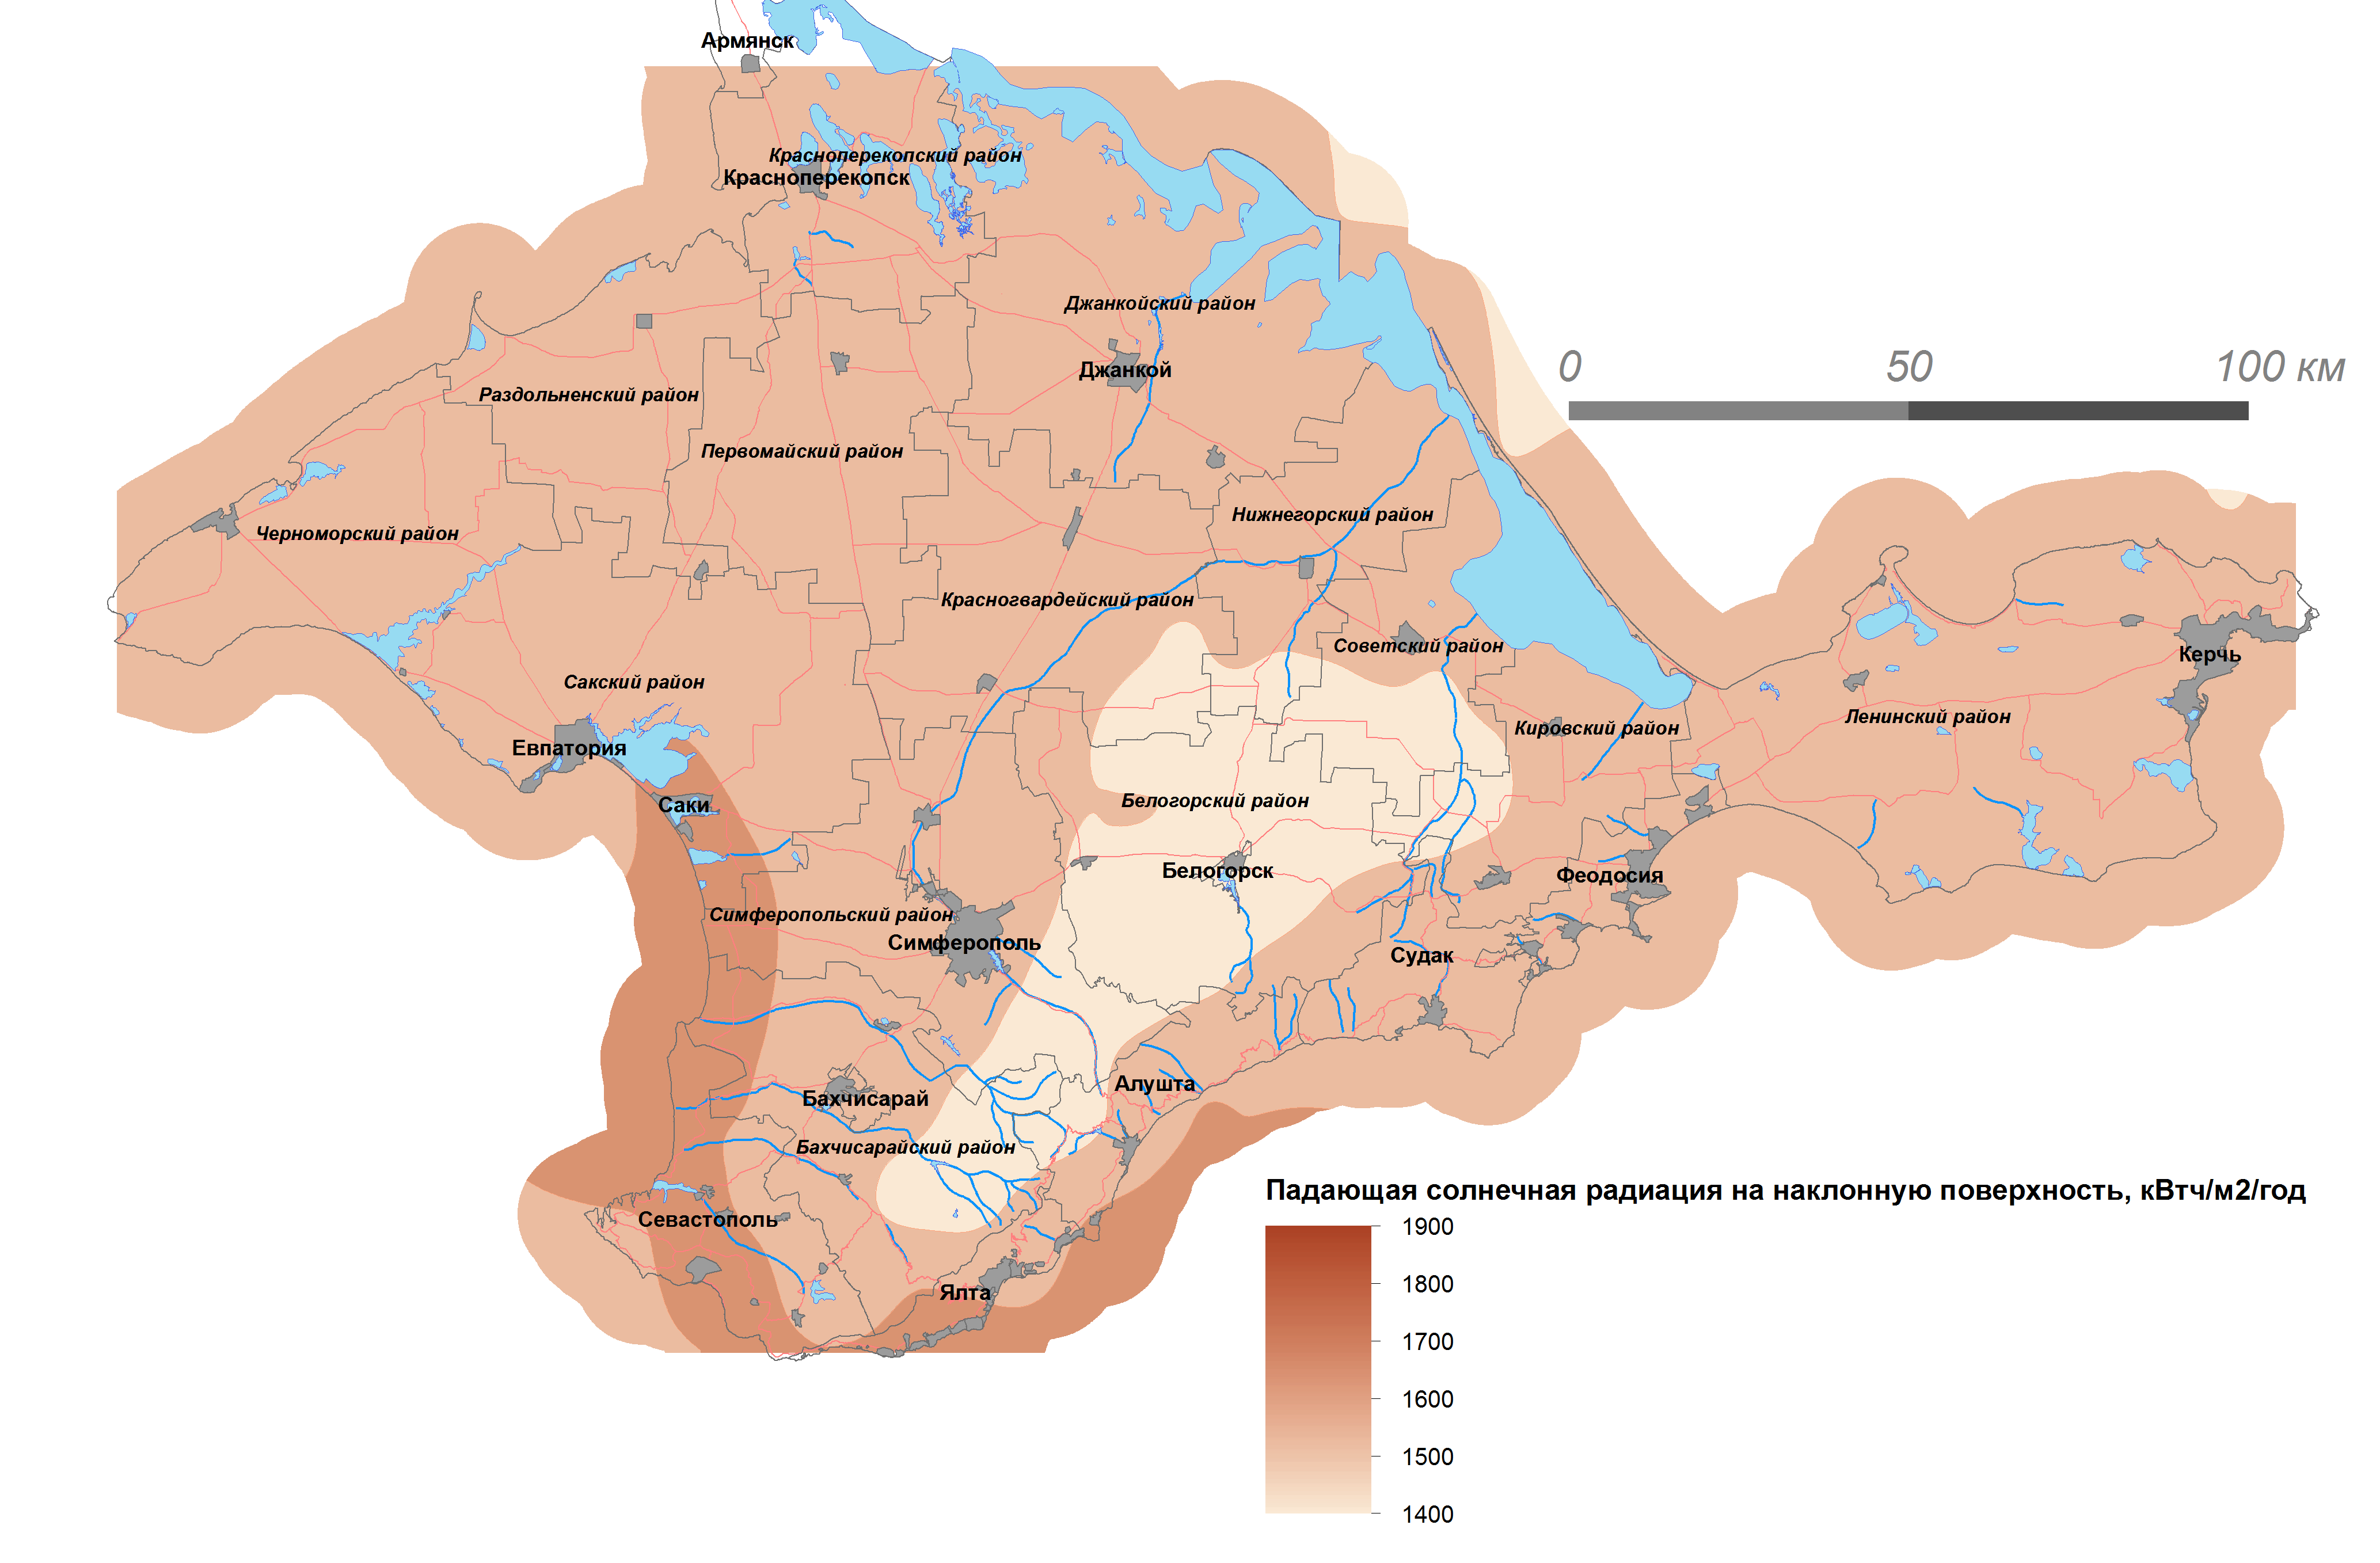 Армянск
Красноперекопский район
Красноперекопск
Джанкойский район
0 50 100 км
Джанкой
Раздольненский район
Первомайский район
Нижнегорский район
Черноморский район
Красногвардейский район
Советский район
Керчь
Сакский район
Ленинский район
Кировский район
Евпатория
Саки
Белогорский район
Белогорск
Феодосия
Симферопольский район
Симферополь
Судак
Алушта
Бахчисарай
Бахчисарайский район
Падающая солнечная радиация на наклонную поверхность, кВтч/м2/год
Севастополь
1900
1800
Ялта
1700
1600
1500
1400